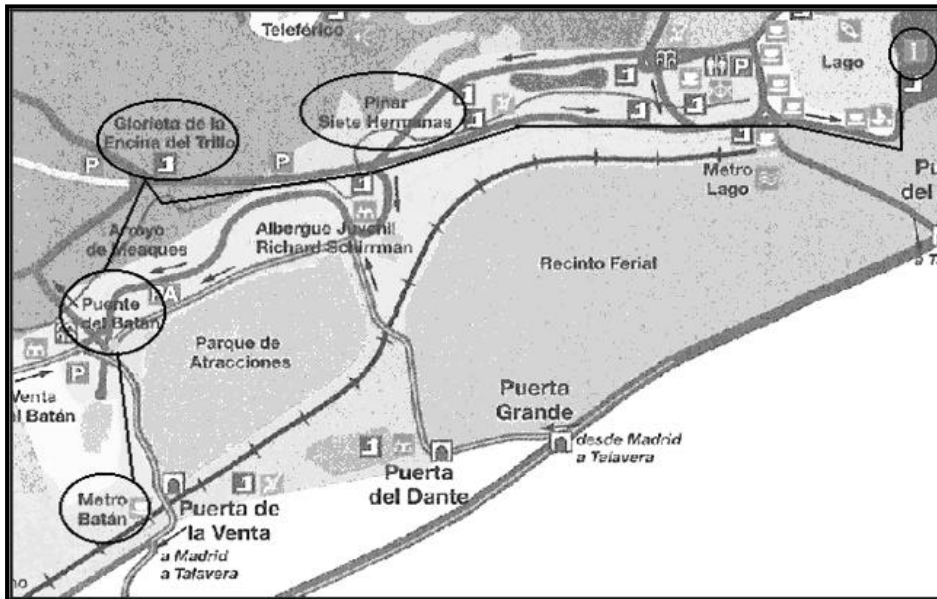 Teleférico
Lago
Pinar
Siete Hermanas
Glorieta de la
Encina del Trillo
P
P
P
Metro
Lago
del
Arroyo
de Meaques
Albergue Juvenil
Richard Schirrman
Recinto Ferial
Puente
del Batán
P
Parque de
Atracciones
Venta
Batán
Puerta
Grande
desde Madrid
a Telavera
Puerta
del Dante
Metro
Batán
Puerta de
la Venta
a Madrid
a Talavera